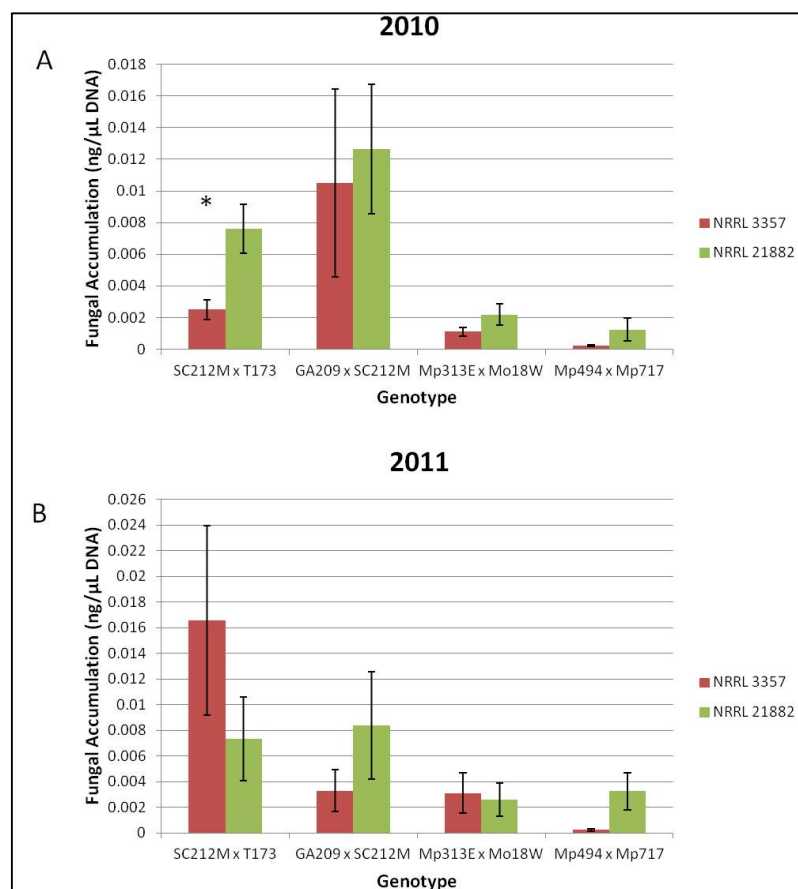 2010
A
Fungal Accumulation (ng/µL DNA)
0.018
0.016
0.014
0.012
0.01
0.008
0.006
0.004
0.002
0
*
NRRL 3357
NRRL 21882
SC212M x T173 GA209 x SC212M Mp313E x Mo18W Mp494 x Mp717
Genotype
2011
B
Fungal Accumulation (ng/µL DNA)
0.026
0.024
0.022
0.02
0.018
0.016
0.014
0.012
0.01
0.008
0.006
0.004
0.002
0
NRRL 3357
NRRL 21882
SC212M x T173 GA209 x SC212M Mp313E x Mo18W Mp494 x Mp717
Genotype